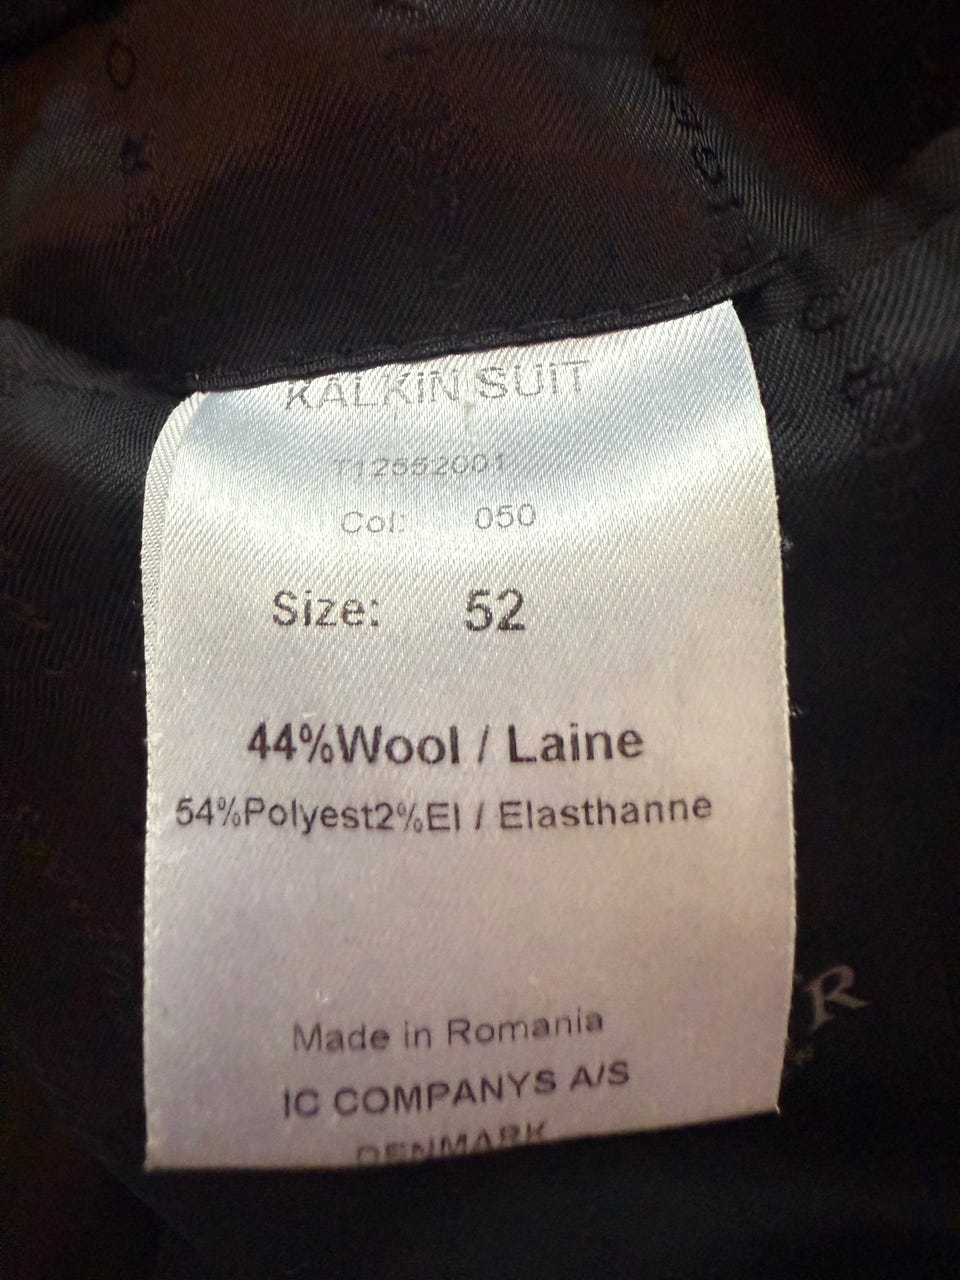 KALKIN SUIT
T12552001
Col: 050
Size: 52
44%Wool / Laine
54%Polyest2%El / Elasthanne
Made in Romania
IC COMPANYS A/S
DENMARK
R